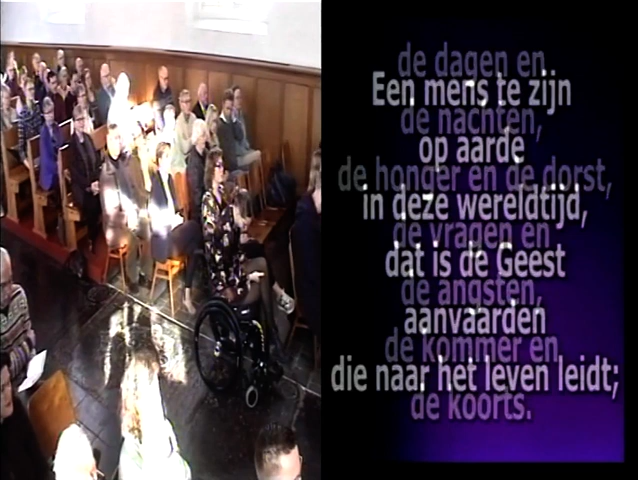 de dagen en
Een mens te zijn
de nachten,
op aarde
de honger en de dorst,
in deze wereldtijd,
de vragen en
dat is de Geest
de angsten,
aanvaarden
de kommer en
die naar het leven leidt;
de koorts.